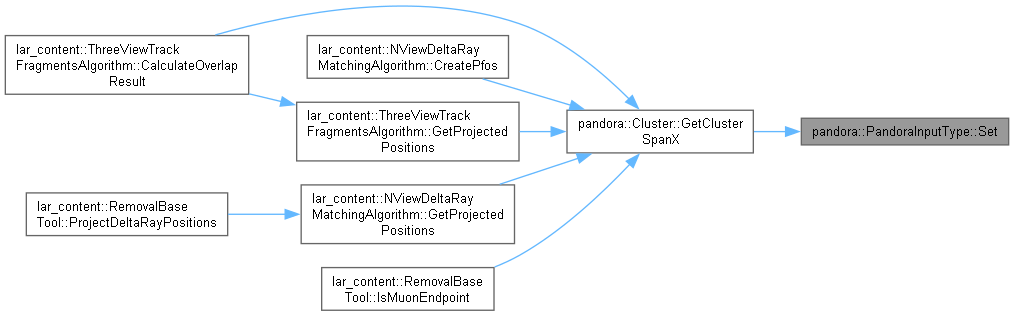 lar_content::ThreeViewTrack
FragmentsAlgorithm::CalculateOverlap
Result
lar_content::NViewDeltaRay
MatchingAlgorithm::CreatePfos
lar_content::ThreeViewTrack
FragmentsAlgorithm::GetProjected
Positions
pandora::Cluster::GetCluster
SpanX
pandora::PandoraInputType::Set
lar_content::RemovalBase
Tool::ProjectDeltaRayPositions
lar_content::NViewDeltaRay
MatchingAlgorithm::GetProjected
Positions
lar_content::RemovalBase
Tool::IsMuonEndpoint